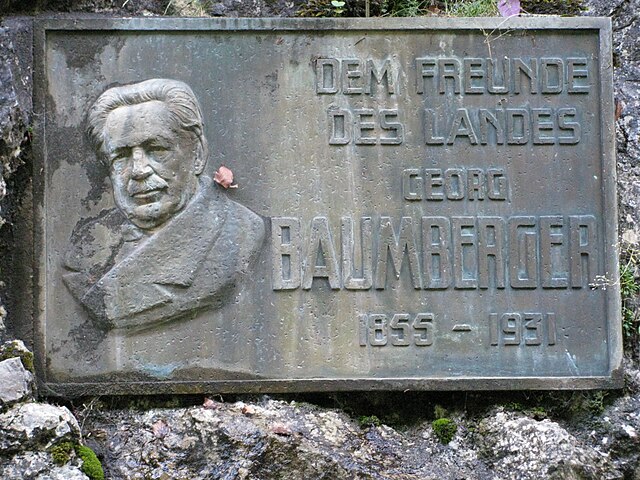 DEM FREUNDE
DES LANDES
GEORG
BAUMBERGER
1855 - 1931